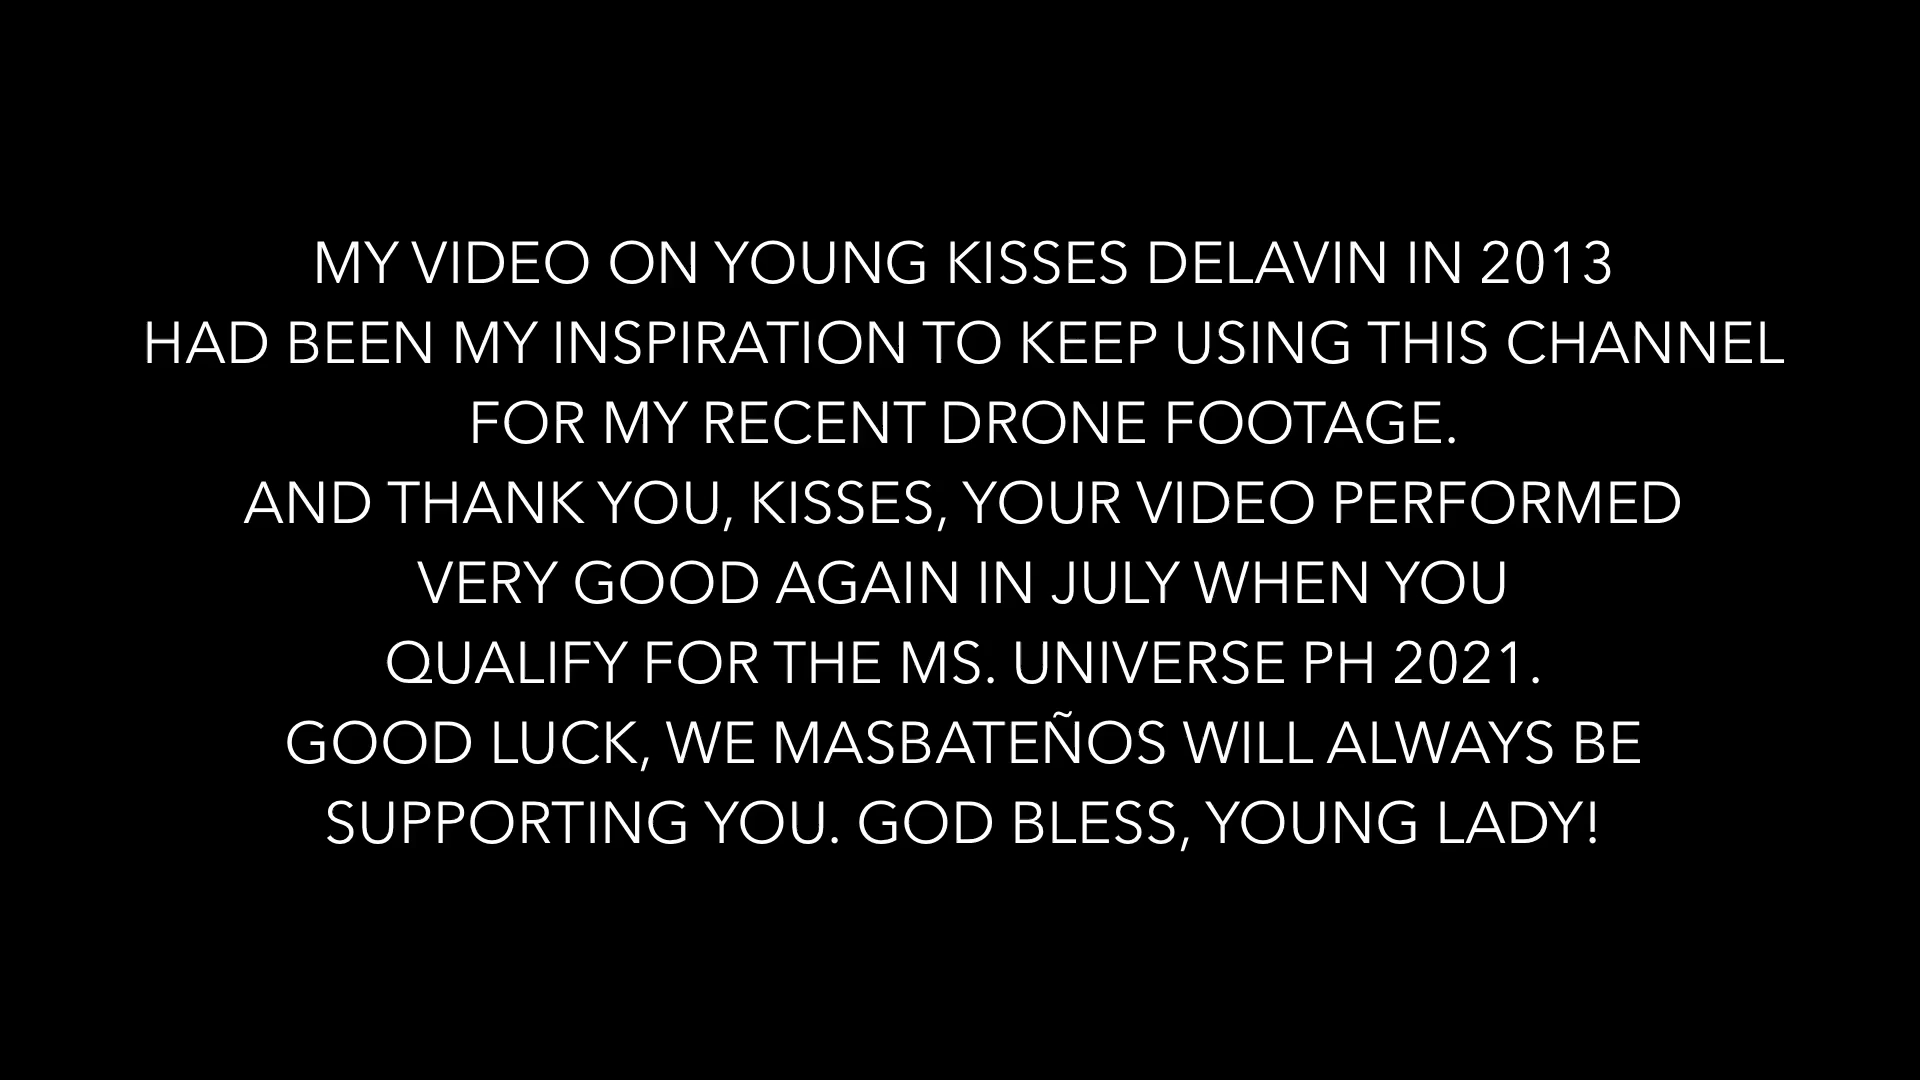 MY VIDEO ON YOUNG KISSES DELAVIN IN 2013
HAD BEEN MY INSPIRATION TO KEEP USING THIS CHANNEL
FOR MY RECENT DRONE FOOTAGE.
AND THANK YOU, KISSES, YOUR VIDEO PERFORMED
VERY GOOD AGAIN IN JULY WHEN YOU
QUALIFY FOR THE MS. UNIVERSE PH 2021.
GOOD LUCK, WE MASBATEÑOS WILL ALWAYS BE
SUPPORTING YOU. GOD BLESS, YOUNG LADY!